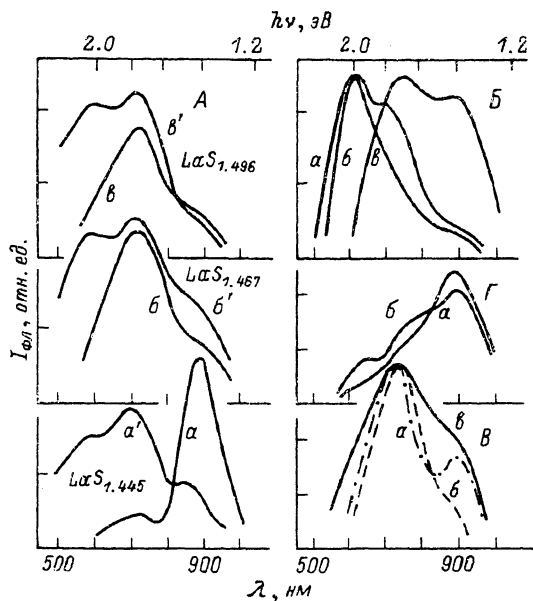 hν, эВ
2.0 1.2 2.0 1.2
A
в'
в
LaS1.496
Б
а б в
LaS1.467
б б'
Г
б а
Iфл, отн. ед.
а' а
LaS1.445
В
а в
б
500 900 500 900
λ, нм